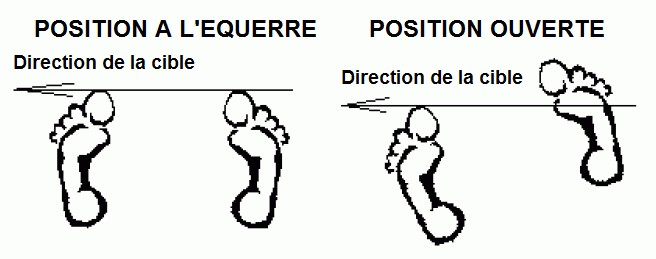 POSITION A L'EQUERRE
Direction de la cible
POSITION OUVERTE
Direction de la cible